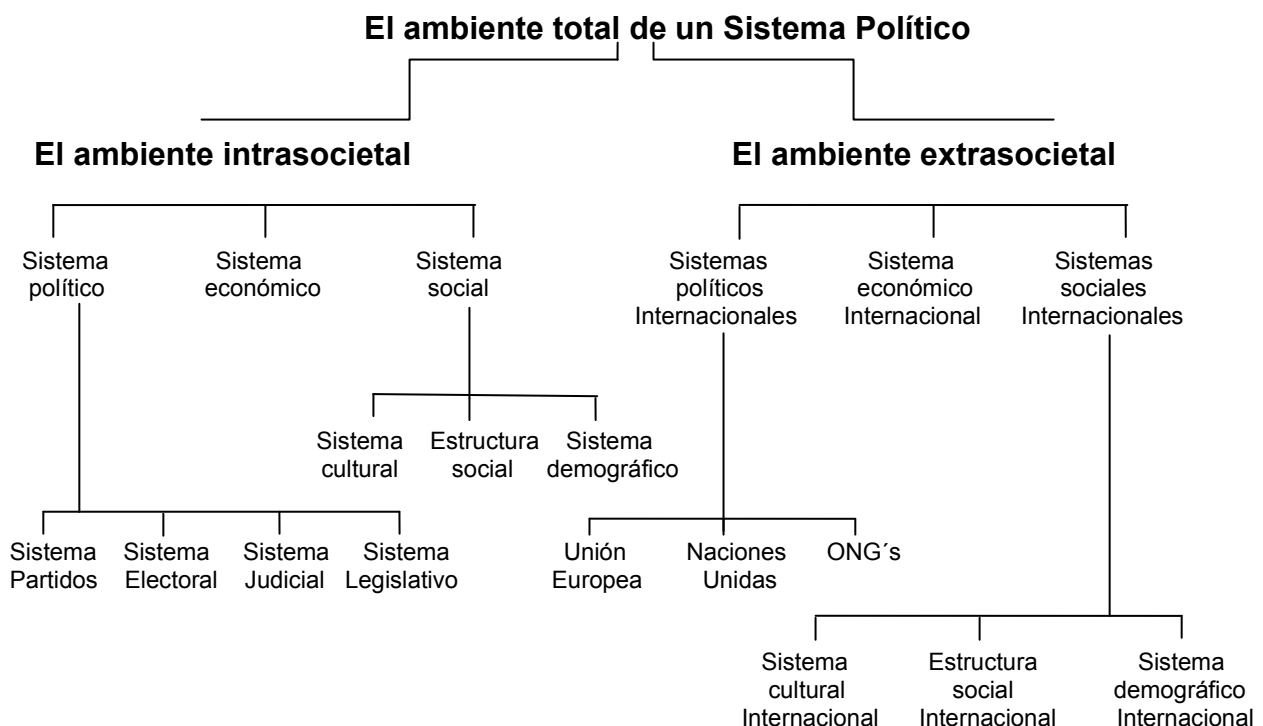 El ambiente total de un Sistema Político
El ambiente intrasocietal
El ambiente extrasocietal
Sistema
político
Sistema
económico
Sistema
social
Sistemas
políticos
Internacionales
Sistema
económico
Internacional
Sistemas
sociales
Internacionales
Sistema
cultural
Estructura
social
Sistema
demográfico
Sistema
Partidos
Sistema
Electoral
Sistema
Judicial
Sistema
Legislativo
Unión
Europea
Naciones
Unidas
ONG´s
Sistema
cultural
Internacional
Estructura
social
Internacional
Sistema
demográfico
Internacional